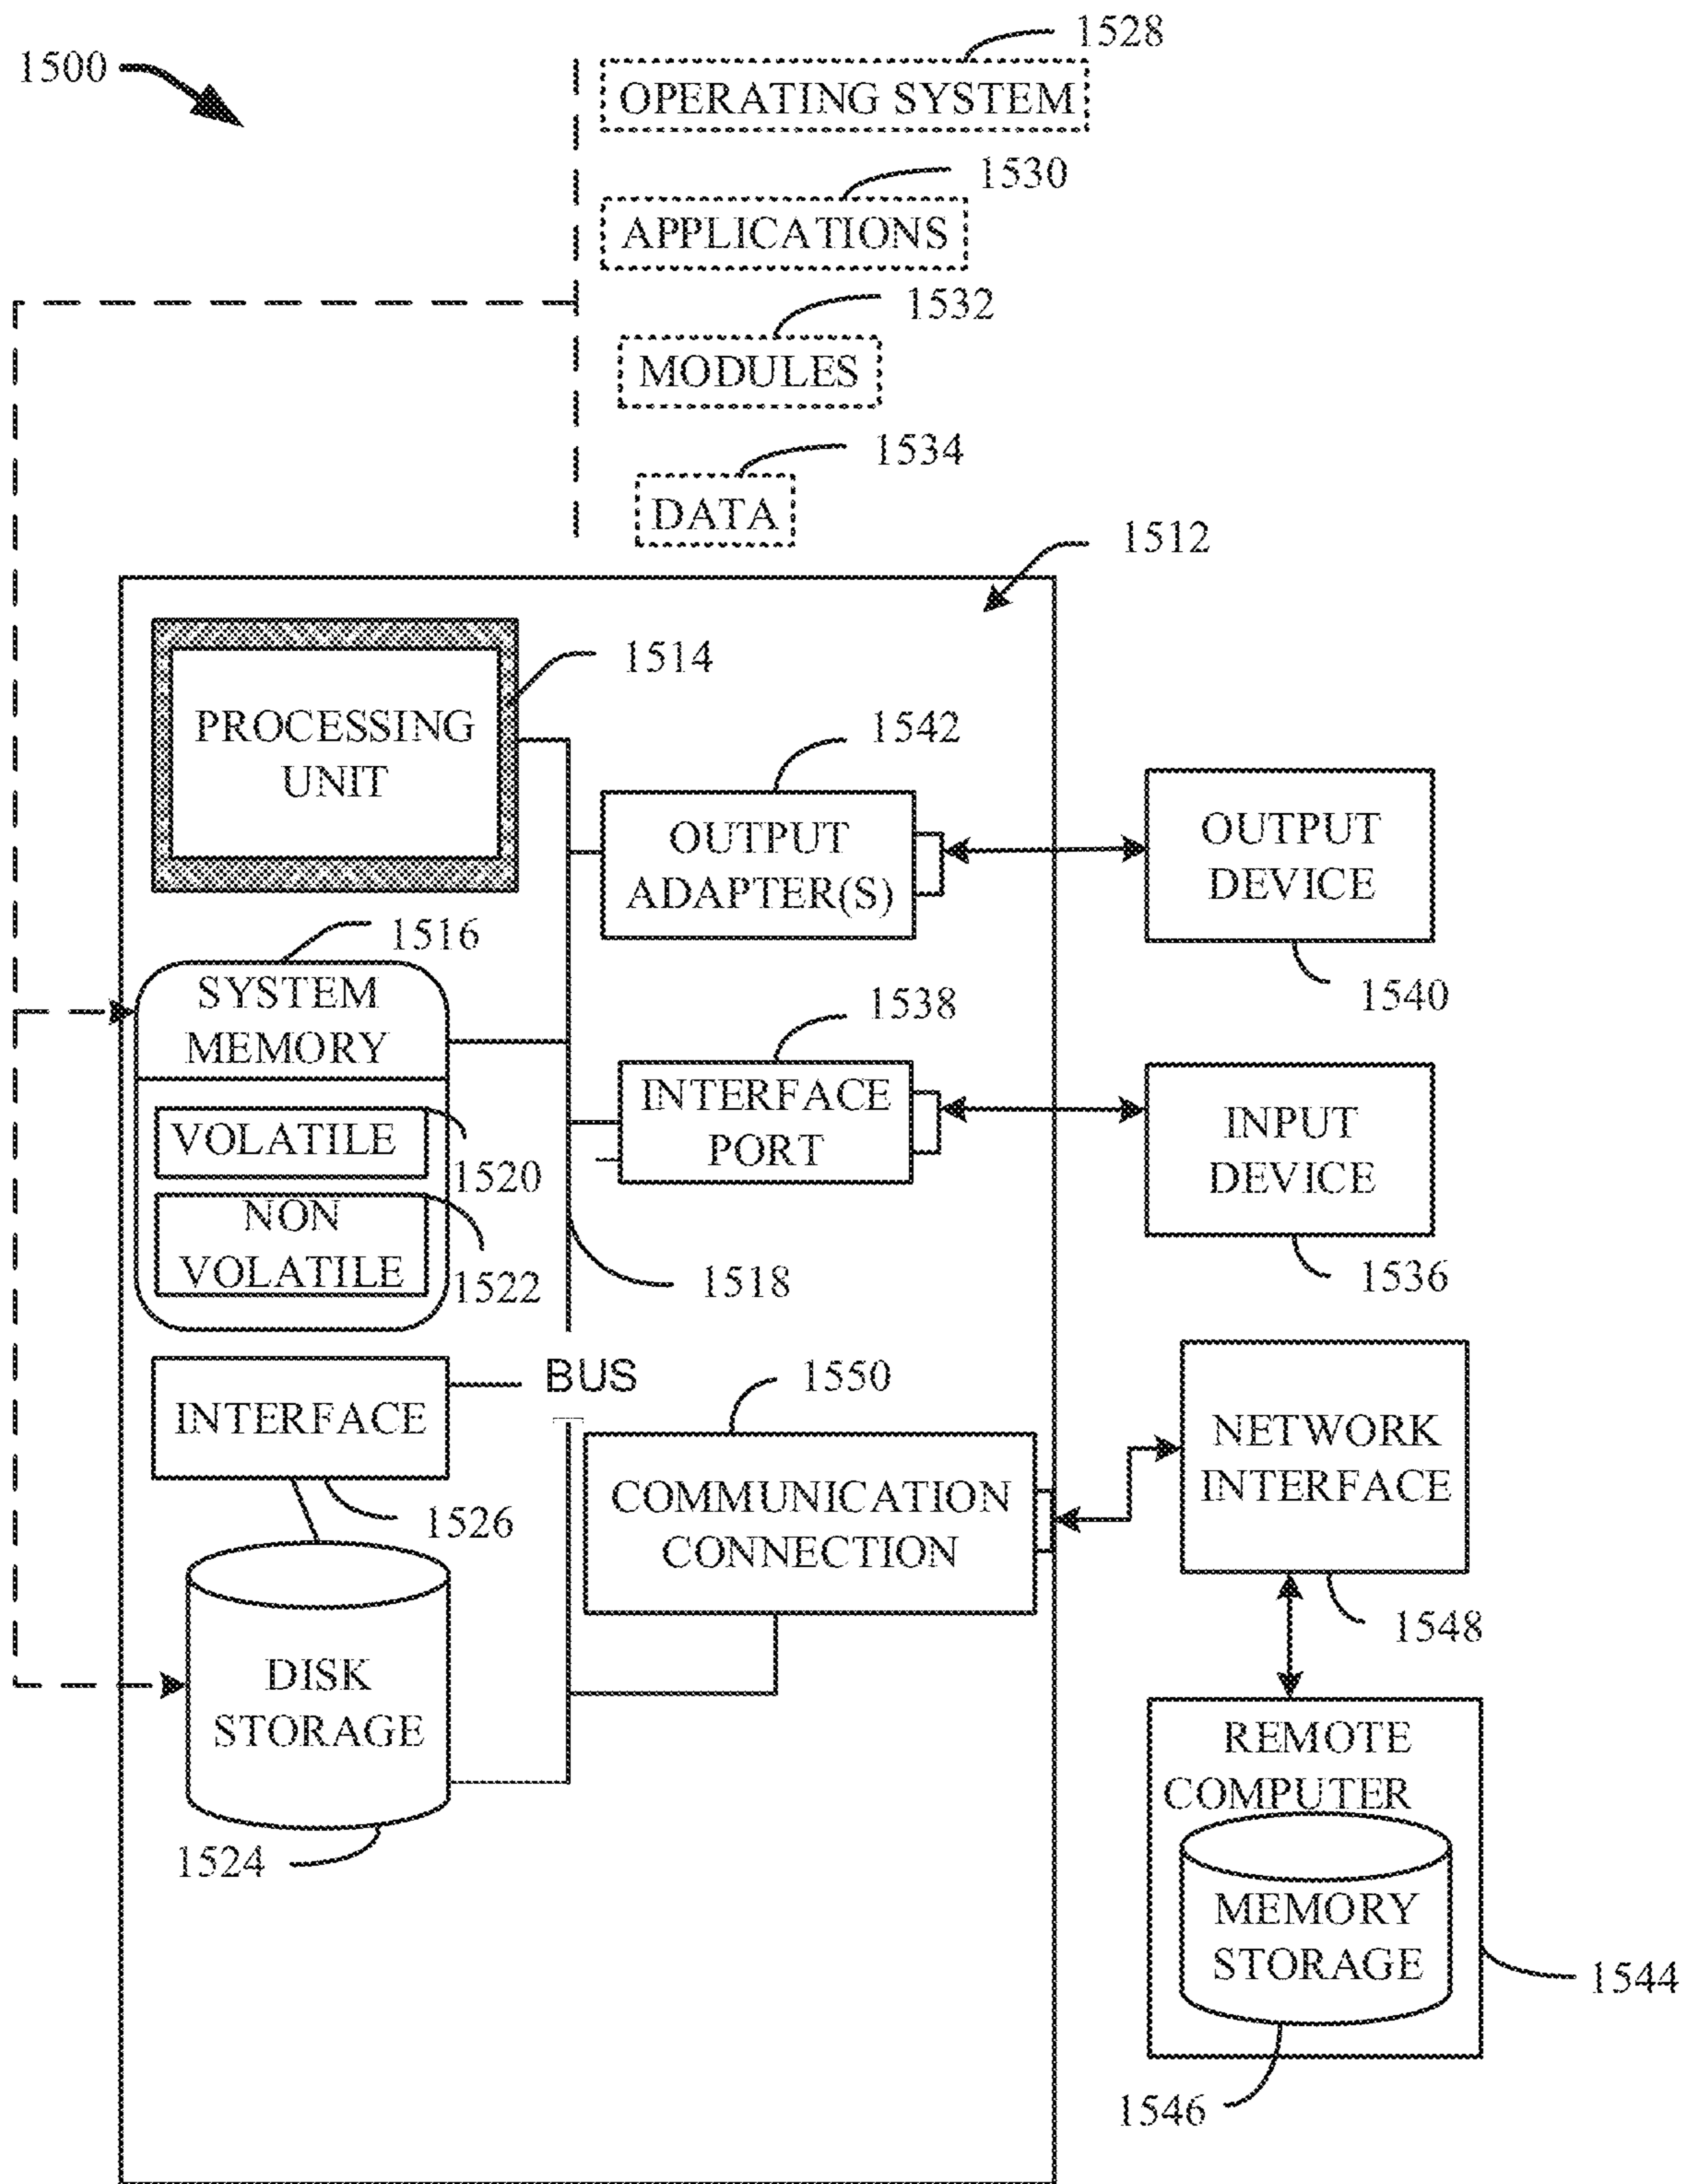 1528
1500
OPERATING SYSTEM
1530
APPLICATIONS
1532
MODULES
1534
DATA
1512
1514
PROCESSING
UNIT
1542
OUTPUT
ADAPTER(S)
OUTPUT
DEVICE
1540
1516
SYSTEM
MEMORY
VOLATILE
1520
NON
VOLATILE
1522
1538
INTERFACE
PORT
INPUT
DEVICE
1536
1518
BUS
INTERFACE
1526
1550
COMMUNICATION
CONNECTION
NETWORK
INTERFACE
1548
DISK
STORAGE
1524
REMOTE
COMPUTER
MEMORY
STORAGE
1544
1546